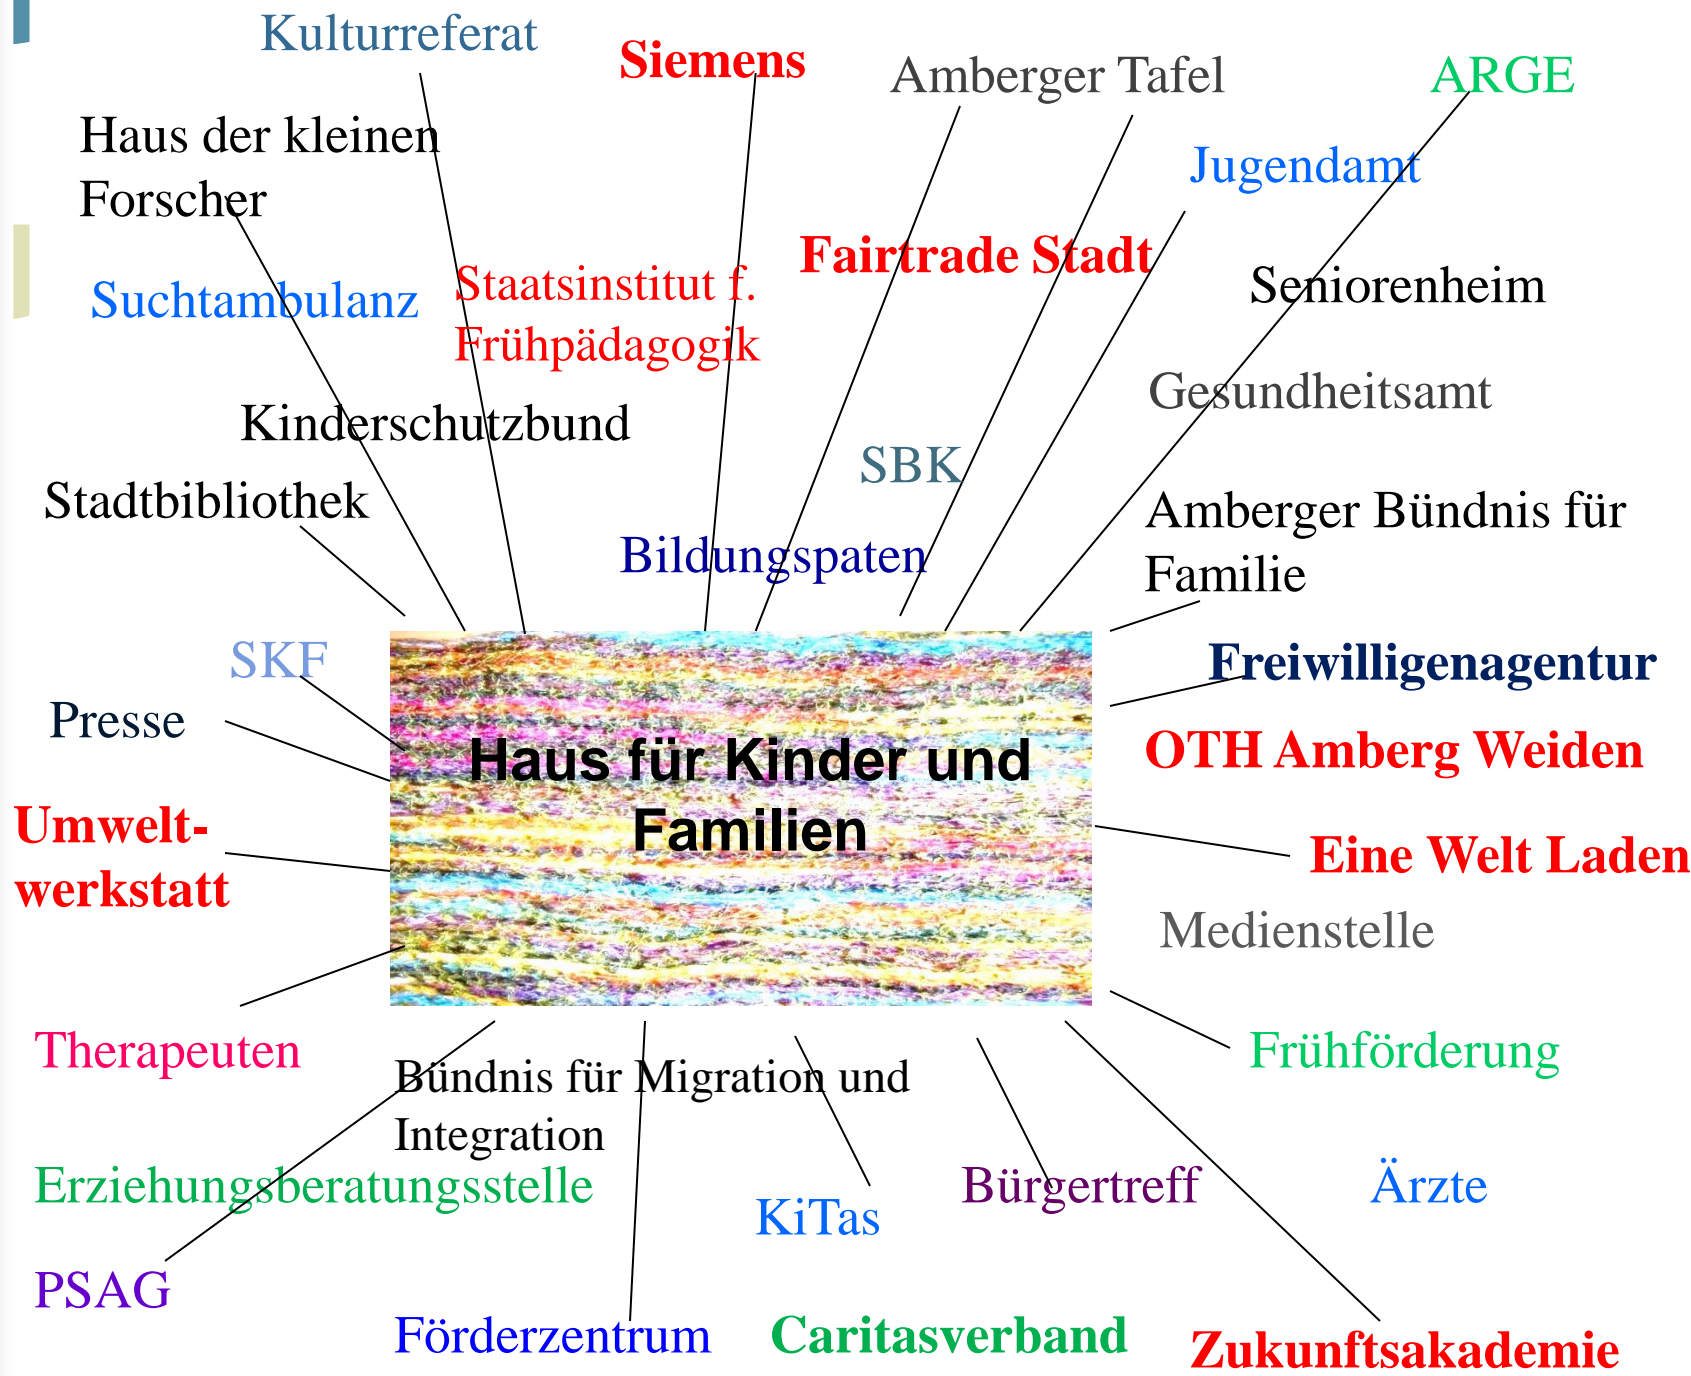 Kulturreferat
Siemens
Amberger Tafel
ARGE
Haus der kleinen
Forscher
Jugendamt
Fairtrade Stadt
Suchtambulanz
Staatsinstitut f.
Frühpädagogik
Seniorenheim
Gesundheitsamt
Kinderschutzbund
SBK
Stadtbibliothek
Amberger Bündnis für
Familie
Bildungspaten
SKF
Freiwilligenagentur
Presse
Haus für Kinder und
Familien
OTH Amberg Weiden
Umwelt-
werkstatt
Eine Welt Laden
Medienstelle
Therapeuten
Bündnis für Migration und
Integration
Frühförderung
Erziehungsberatungsstelle
KiTas
Bürgertreff
Ärzte
PSAG
Förderzentrum
Caritasverband
Zukunftsakademie